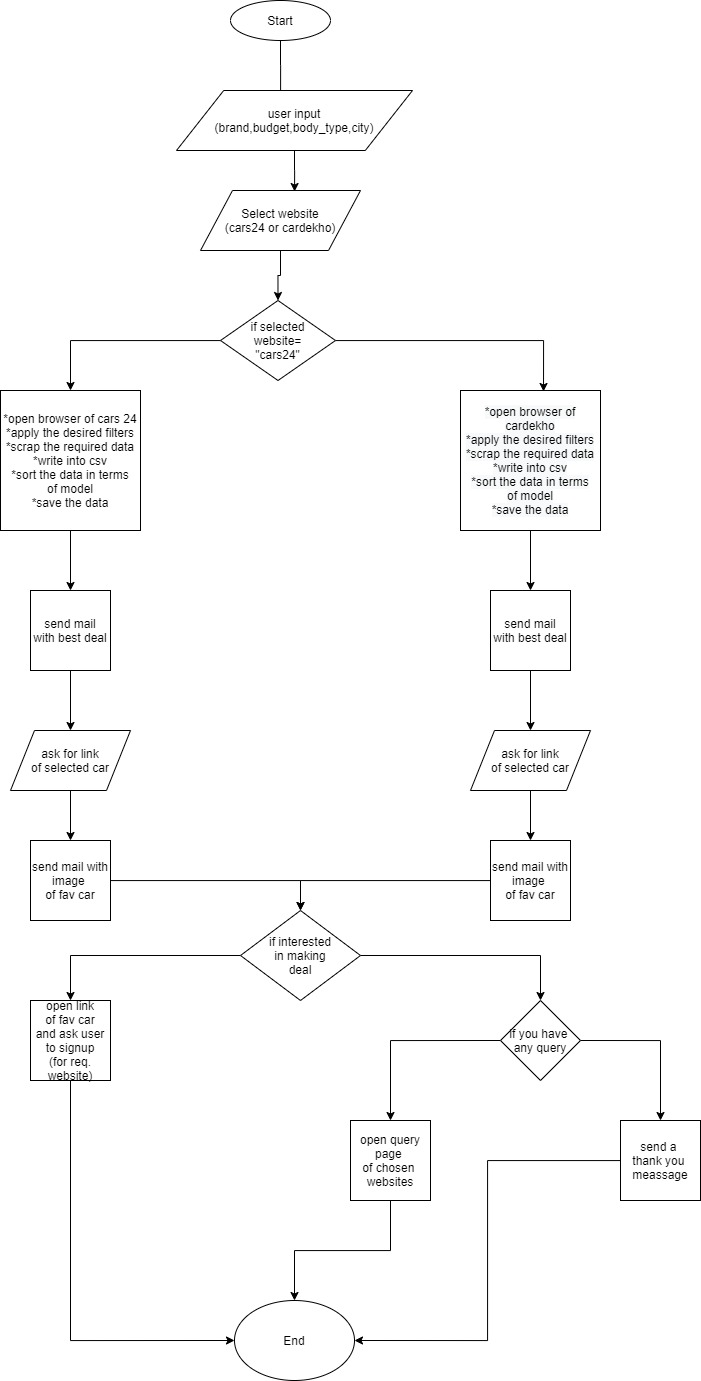 Start
user input
(brand,budget,body_type,city)
Select website
(cars24 or cardekho)
if selected
website=
"cars24"
*open browser of cars 24
*apply the desired filters
*scrap the required data
*write into csv
*sort the data in terms
of model
*save the data
*open browser of
cardekho
*apply the desired filters
*scrap the required data
*write into csv
*sort the data in terms
of model
*save the data
send mail
with best deal
send mail
with best deal
ask for link
of selected car
ask for link
of selected car
send mail with
image
of fav car
send mail with
image
of fav car
if interested
in making
deal
open link
of fav car
and ask user
to signup
(for req.
website)
if you have
any query
open query
page
of chosen
websites
send a
thank you
meassage
End